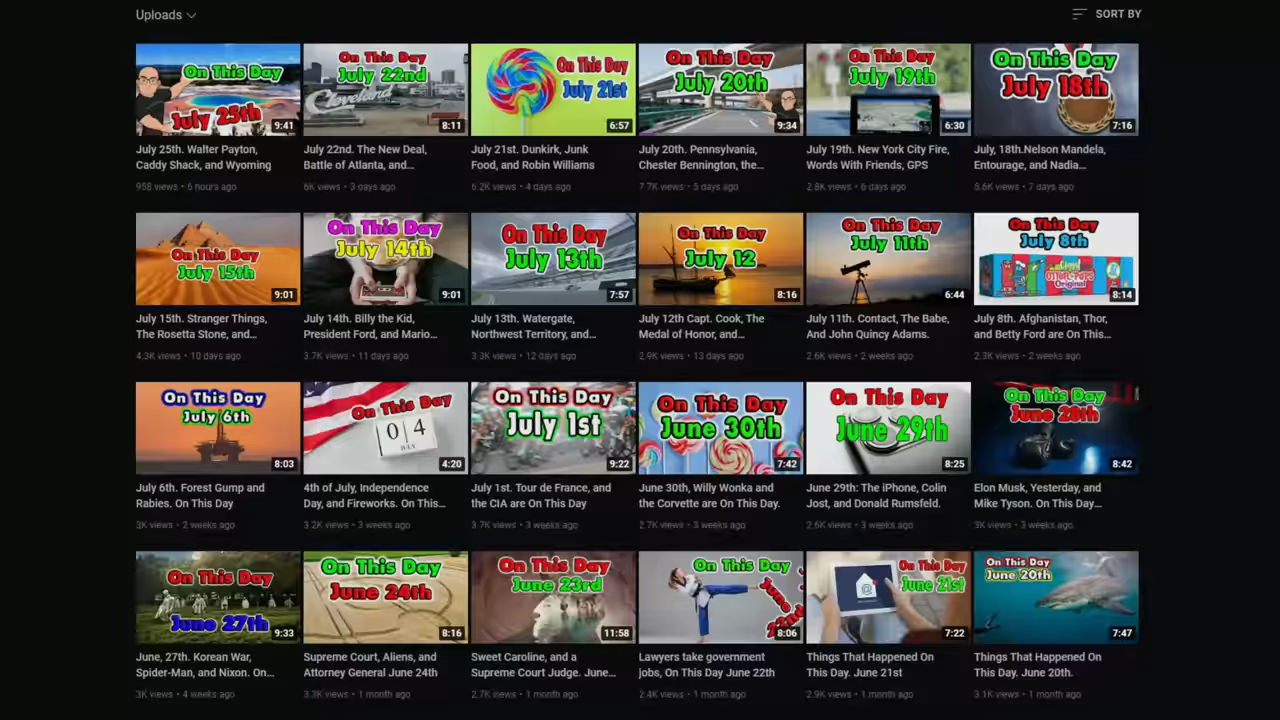 Uploads
SORT BY
On This Day
July 25th
9:41
On This Day
July 22nd
Cleveland
8:11
On This Day
July 21st
6:57
On This Day
July 20th
9:34
On This Day
July 19th
6:30
On This Day
July 18th
7:16
July 25th. Walter Payton,
Caddy Shack, and Wyoming
958 views • 6 hours ago
July 22nd. The New Deal,
Battle of Atlanta, and...
6K views • 3 days ago
July 21st. Dunkirk, Junk
Food, and Robin Williams
6.2K views • 4 days ago
July 20th. Pennsylvania,
Chester Bennington, the...
7.7K views • 5 days ago
July 19th. New York City Fire,
Words With Friends, GPS
2.8K views • 6 days ago
July, 18th.Nelson Mandela,
Entourage, and Nadia...
8.6K views • 7 days ago
On This Day
July 15th
9:01
On This Day
July 14th
9:01
On This Day
July 13th
7:57
On This Day
July 12
8:16
On This Day
July 11th
6:44
On This Day
July 8th
Otter-Pops
Original
8:14
July 15th. Stranger Things,
The Rosetta Stone, and...
4.3K views • 10 days ago
July 14th. Billy the Kid,
President Ford, and Mario...
3.7K views • 11 days ago
July 13th. Watergate,
Northwest Territory, and...
3.3K views • 12 days ago
July 12th Capt. Cook, The
Medal of Honor, and...
2.9K views • 13 days ago
July 11th. Contact, The Babe,
And John Quincy Adams.
2.6K views • 2 weeks ago
July 8th. Afghanistan, Thor,
and Betty Ford are On This...
2.3K views • 2 weeks ago
On This Day
July 6th
8:03
On This Day
04
JULY
4:20
On This Day
July 1st
9:22
On This Day
June 30th
7:42
On This Day
June 29th
8:25
On This Day
June 28th
8:42
July 6th. Forest Gump and
Rabies. On This Day
3K views • 2 weeks ago
4th of July, Independence
Day, and Fireworks. On This...
3.2K views • 3 weeks ago
July 1st. Tour de France, and
the CIA are On This Day
3.7K views • 3 weeks ago
June 30th, Willy Wonka and
the Corvette are On This Day.
2.7K views • 3 weeks ago
June 29th: The iPhone, Colin
Jost, and Donald Rumsfeld.
2.6K views • 3 weeks ago
Elon Musk, Yesterday, and
Mike Tyson. On This Day...
3K views • 3 weeks ago
On This Day
June 27th
9:33
On This Day
June 24th
8:16
On This Day
June 23rd
11:58
On This Day
June 22nd
8:06
On This Day
June 21st
7:22
On This Day
June 20th
7:47
June, 27th. Korean War,
Spider-Man, and Nixon. On...
3K views • 4 weeks ago
Supreme Court, Aliens, and
Attorney General June 24th
3.3K views • 1 month ago
Sweet Caroline, and a
Supreme Court Judge. June...
2.7K views • 1 month ago
Lawyers take government
jobs, On This Day June 22th
2.4K views • 1 month ago
Things That Happened On
This Day. June 21st
2.9K views • 1 month ago
Things That Happened On
This Day. June 20th.
3.1K views • 1 month ago